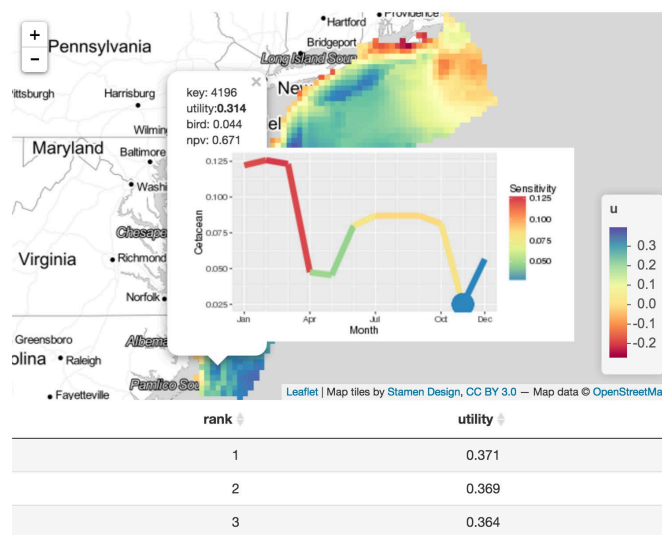 +
−
Hartford
Providence
Pennsylvania
Bridgeport
Long Island Sound
ittsburgh
Harrisburg
New
×
key: 4196
utility:0.314
bird: 0.044
npv: 0.671
Wilmin
el
Maryland
Baltimore
Washi
Chesape
Virginia
Richmond
Norfolk
Greensboro
Albema
olina
Raleigh
Pamlico Sou
Fayetteville
0.125
0.100
0.075
0.050
0.025
Cetacean
Jan
Apr
Jul
Oct
Dec
Month
Sensitivity
0.125
0.100
0.075
0.050
u
0.3
0.2
0.1
0.0
-0.1
-0.2
Leaflet | Map tiles by Stamen Design, CC BY 3.0 — Map data © OpenStreetMa
rank utility
1 0.371
2 0.369
3 0.364